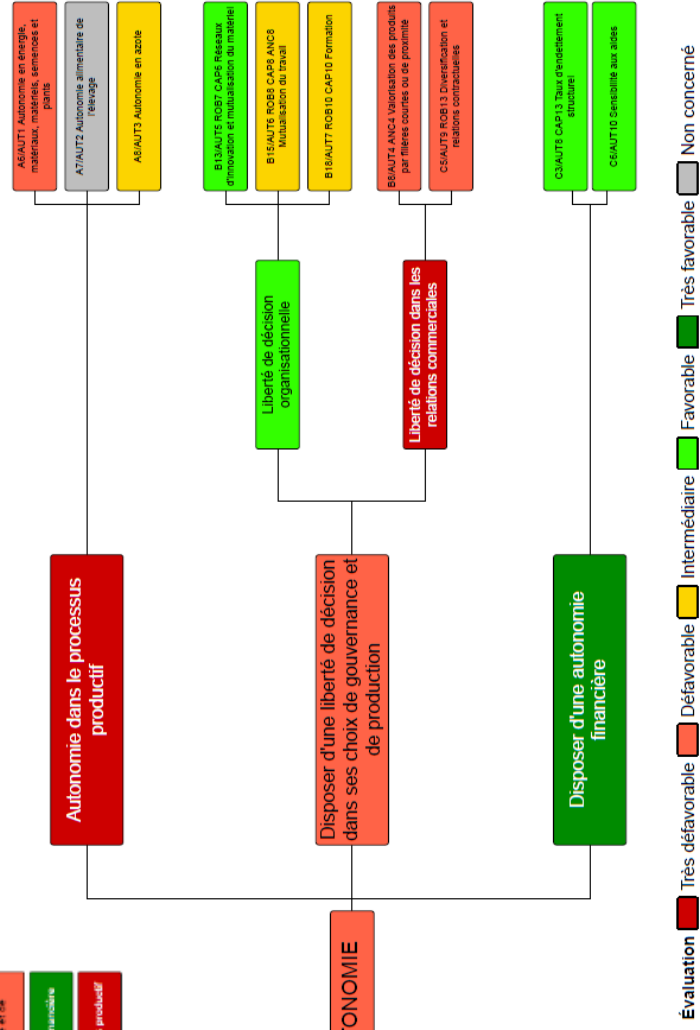 A6/AUT1 Autonomie en énergie,
matériaux, matériels, semences et
plants
A7/AUT2 Autonomie alimentaire de
l'élevage
A8/AUT3 Autonomie en azote
B13/AUT5 ROB7 CAP6 Réseaux
d'innovation et mutualisation du matériel
B15/AUT6 ROB8 CAP8 ANC8
Mutualisation du travail
B18/AUT7 ROB10 CAP10 Formation
B8/AUT4 ANC4 Valorisation des produits
par filières courtes ou de proximité
C5/AUT9 ROB13 Diversification et
relations contractuelles
C3/AUT8 CAP13 Taux d'endettement
structurel
C6/AUT10 Sensibilité aux aides
Liberté de décision
organisationnelle
Liberté de décision dans les
relations commerciales
Autonomie dans le processus
productif
Disposer d'une liberté de décision
dans ses choix de gouvernance et
de production
Disposer d'une autonomie
financière
TONOMIE
et de
nancière
productif
Évaluation Très défavorable Défavorable Intermédiaire Favorable Très favorable Non concerné